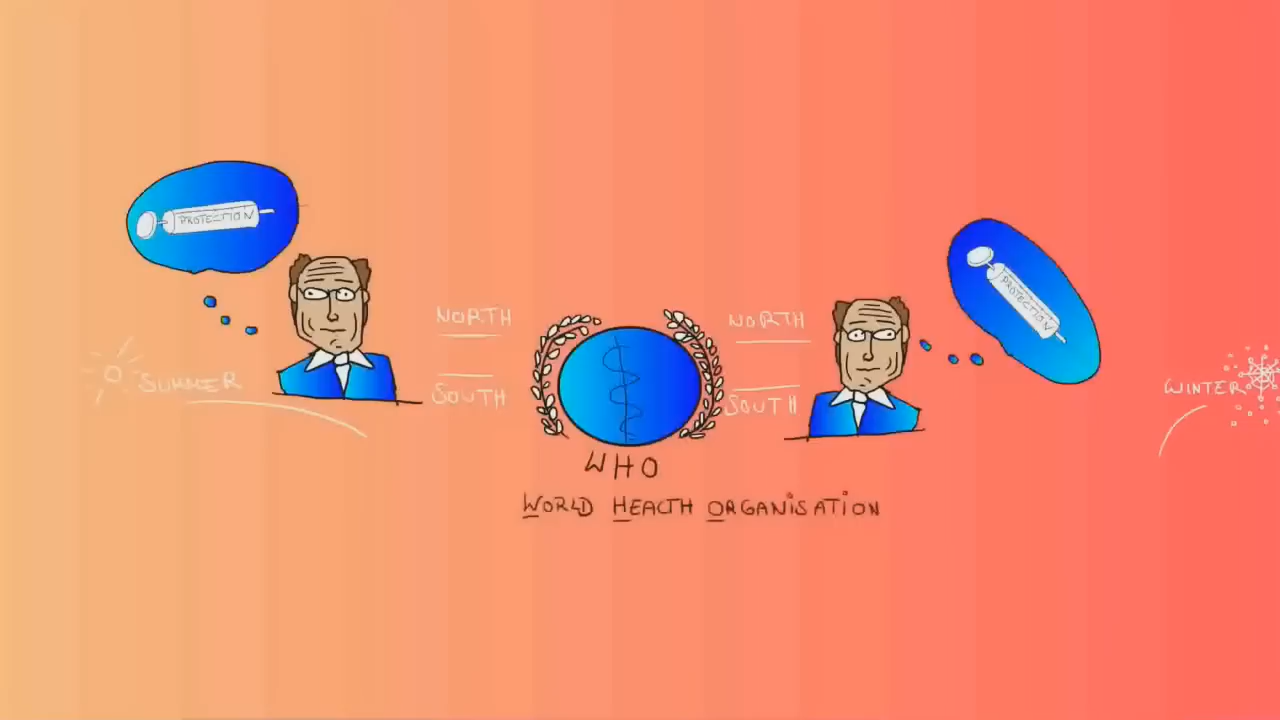 PROTECTION
PROTECTION
NORTH
NORTH
SUMMER
SOUTH
SOUTH
WINTER
WHO
WORLD HEALTH ORGANISATION